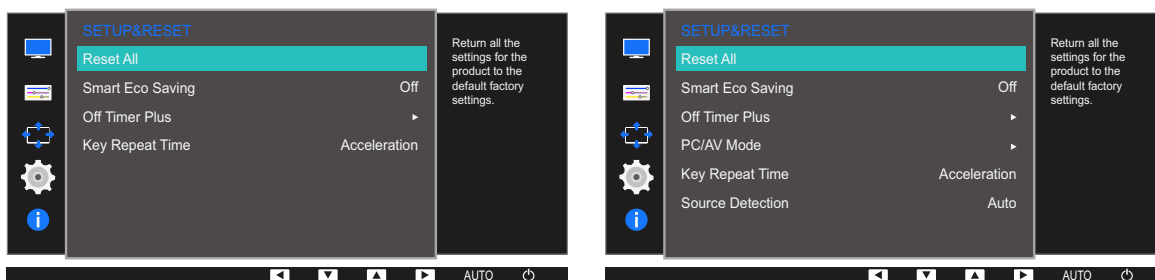 SETUP&RESET
Reset All
Smart Eco Saving Off
Off Timer Plus
Key Repeat Time Acceleration
Return all the
settings for the
product to the
default factory
settings.
AUTO
SETUP&RESET
Reset All
Smart Eco Saving Off
Off Timer Plus
PC/AV Mode
Key Repeat Time Acceleration
Source Detection Auto
Return all the
settings for the
product to the
default factory
settings.
AUTO